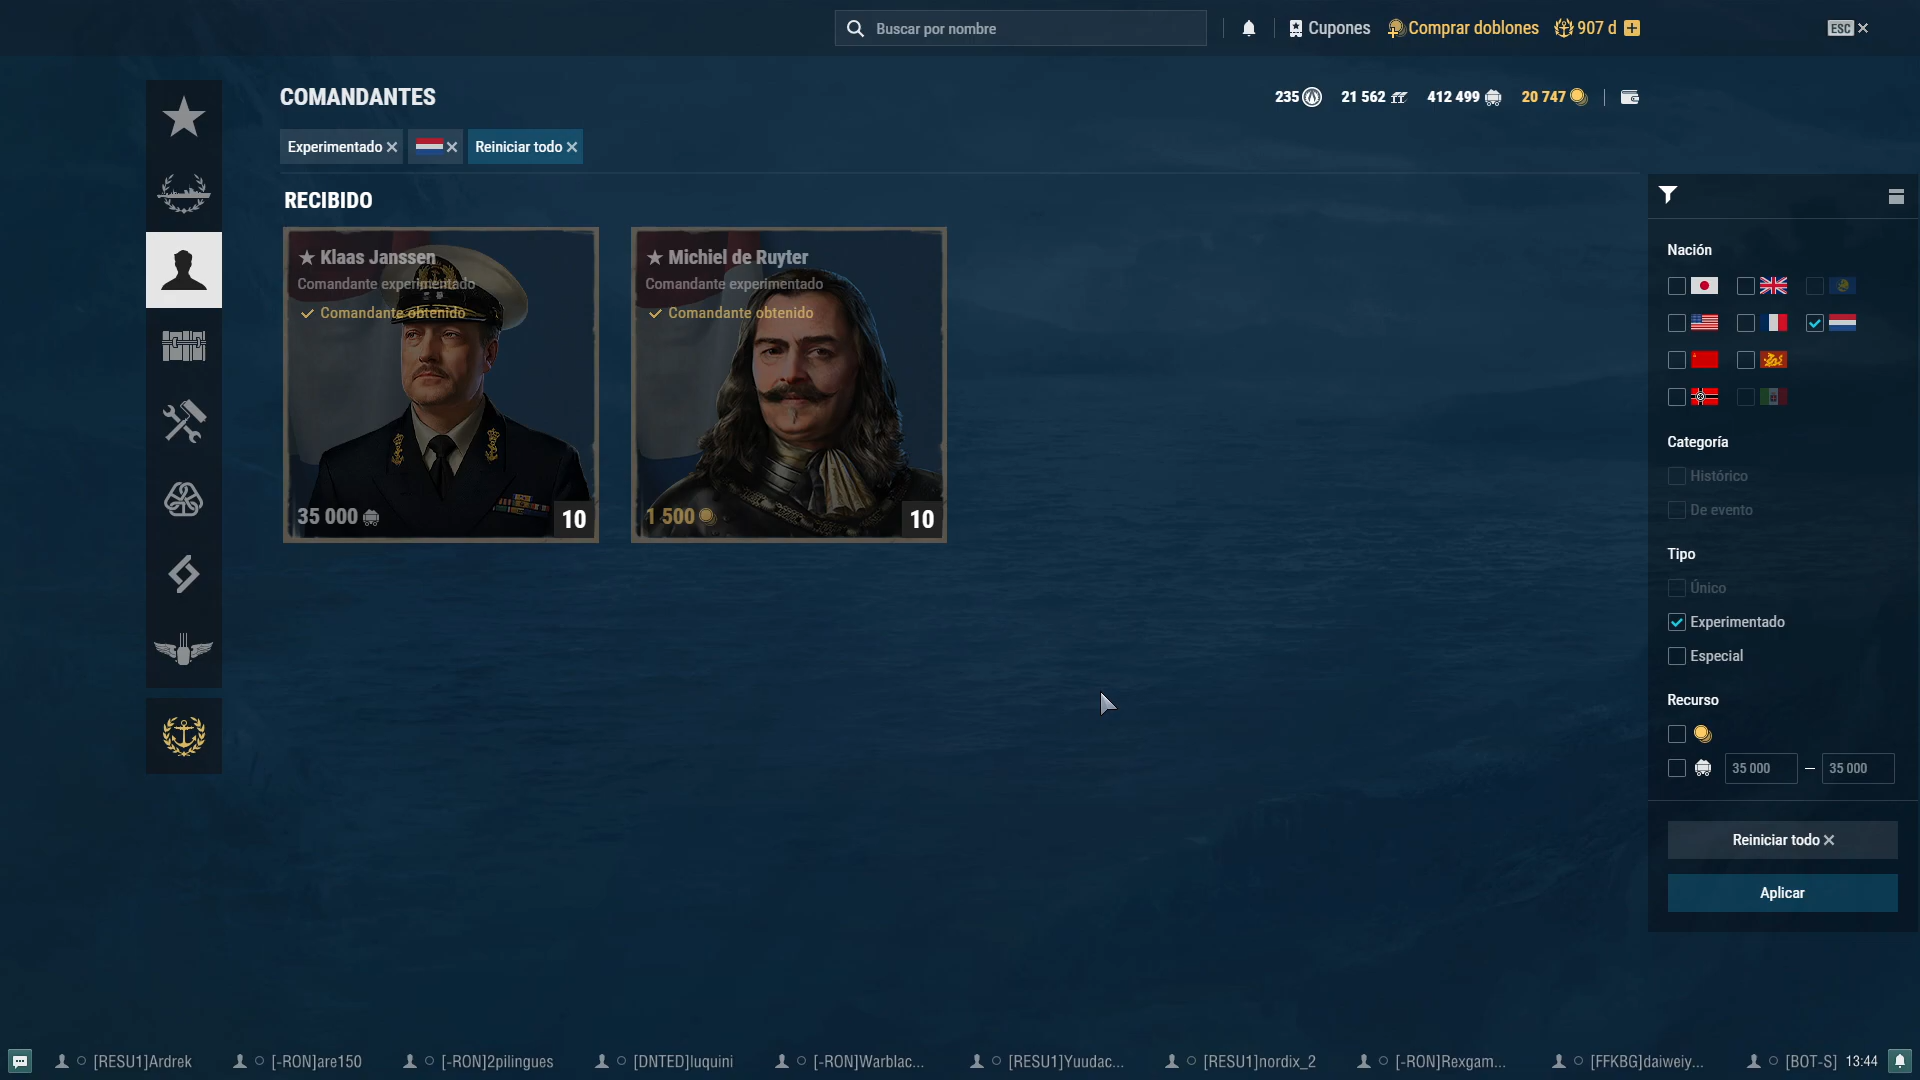 Buscar por nombre
Cupones
Comprar doblones
907 d
ESC
COMANDANTES
235
21 562
412 499
20 747
Experimentado
Reiniciar todo
RECIBIDO
Klaas Janssen
Comandante experimentado
Comandante obtenido
35 000
10
Michiel de Ruyter
Comandante experimentado
Comandante obtenido
1 500
10
Nación
Categoría
Histórico
De evento
Tipo
Único
Experimentado
Especial
Recurso
35 000 — 35 000
Reiniciar todo
Aplicar
[RESU1]Ardrek
[-RON]are150
[-RON]2pilingues
[DNTED]luquini
[-RON]Warblac...
[RESU1]Yuudac...
[RESU1]nordix_2
[-RON]Rexgam...
[FFKBG]daiweiy...
[BOT-S]
13:44